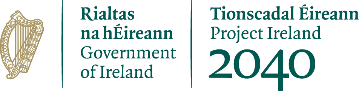 Rialtas
na hÉireann
Government
of Ireland
Tionscadal Éireann
Project Ireland
2040